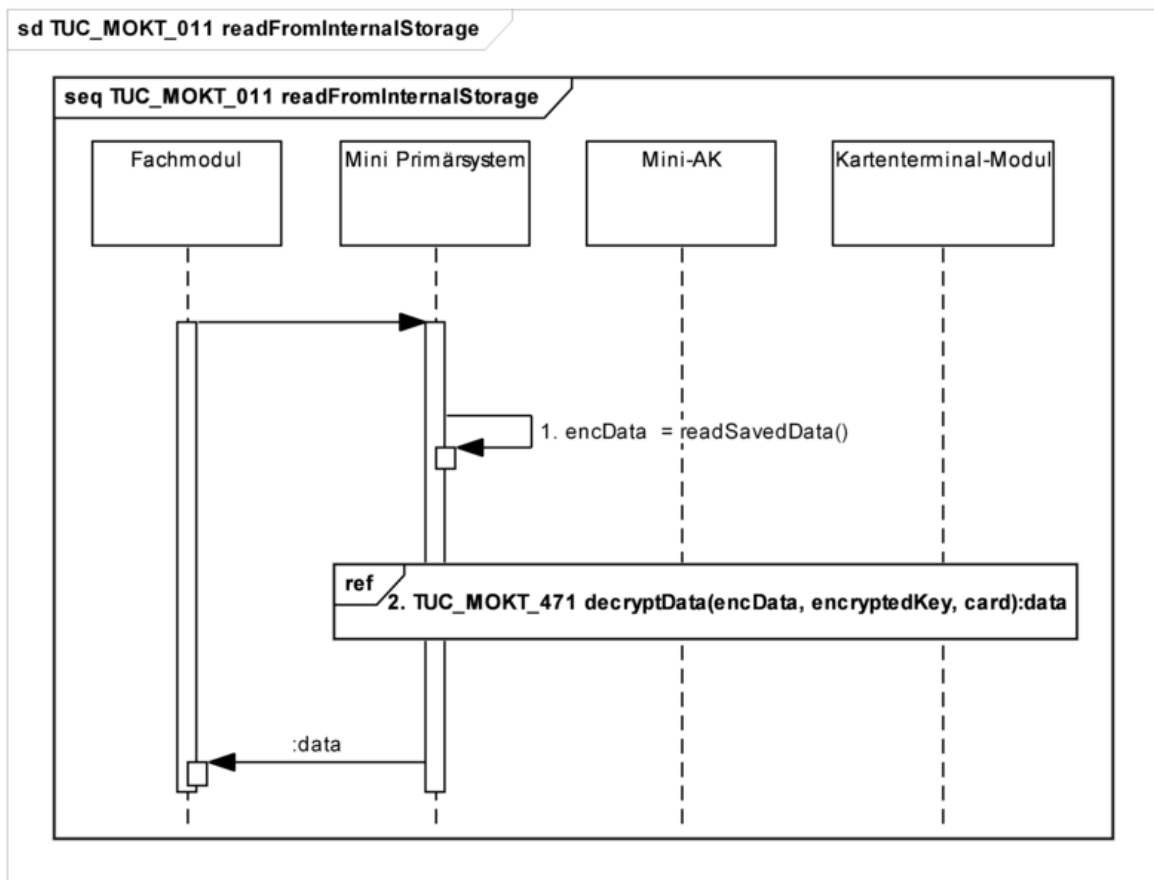 sd TUC_MOKT_011 readFromInternalStorage
seq TUC_MOKT_011 readFromInternalStorage
Fachmodul
Mini Primärsystem
Mini-AK
Kartenterminal-Modul
1. encData = readSavedData()
ref
2. TUC_MOKT_471 decryptData(encData, encryptedKey, card):data
:data